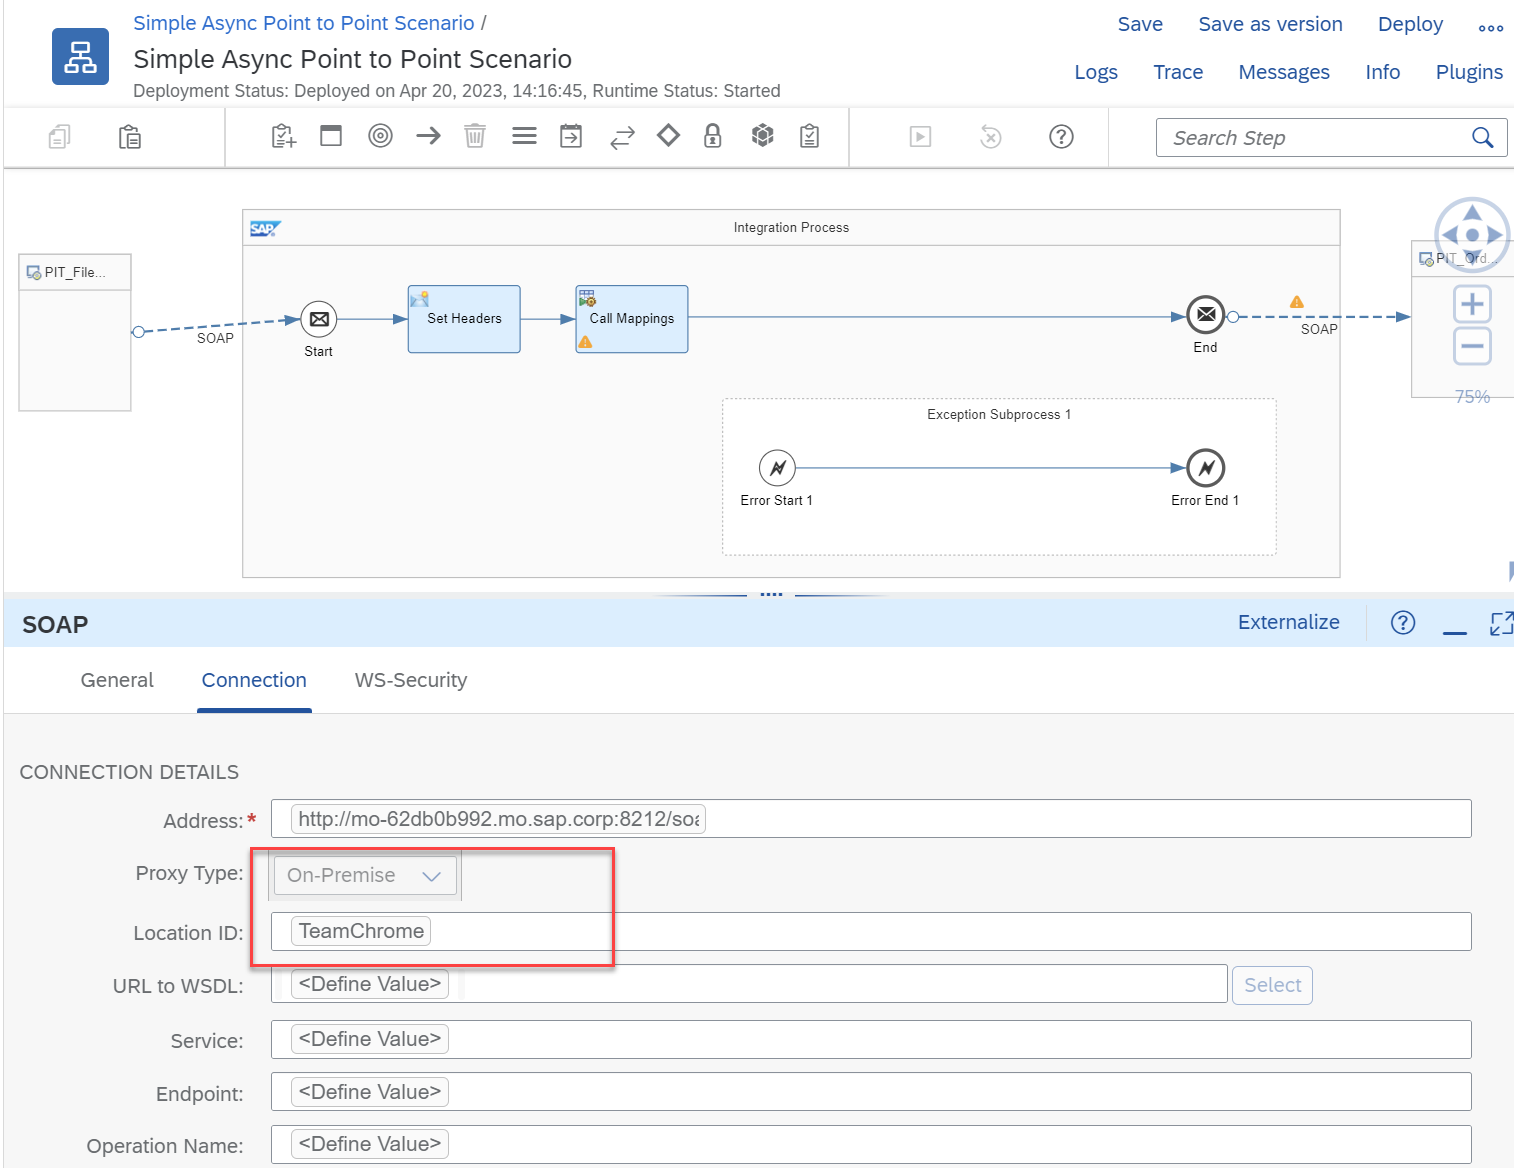 Simple Async Point to Point Scenario /
Simple Async Point to Point Scenario
Deployment Status: Deployed on Apr 20, 2023, 14:16:45, Runtime Status: Started
Save Save as version Deploy
Logs Trace Messages Info Plugins
Search Step
SAP Integration Process
PIT_File...
SOAP
Start
Set Headers
Call Mappings
End
SOAP
PIT_Ord...
75%
Exception Subprocess 1
Error Start 1
Error End 1
SOAP
Externalize
General Connection WS-Security
CONNECTION DETAILS
Address:* http://mo-62db0b992.mo.sap.corp:8212/soa
Proxy Type: On-Premise
Location ID: TeamChrome
URL to WSDL: <Define Value> Select
Service: <Define Value>
Endpoint: <Define Value>
Operation Name: <Define Value>